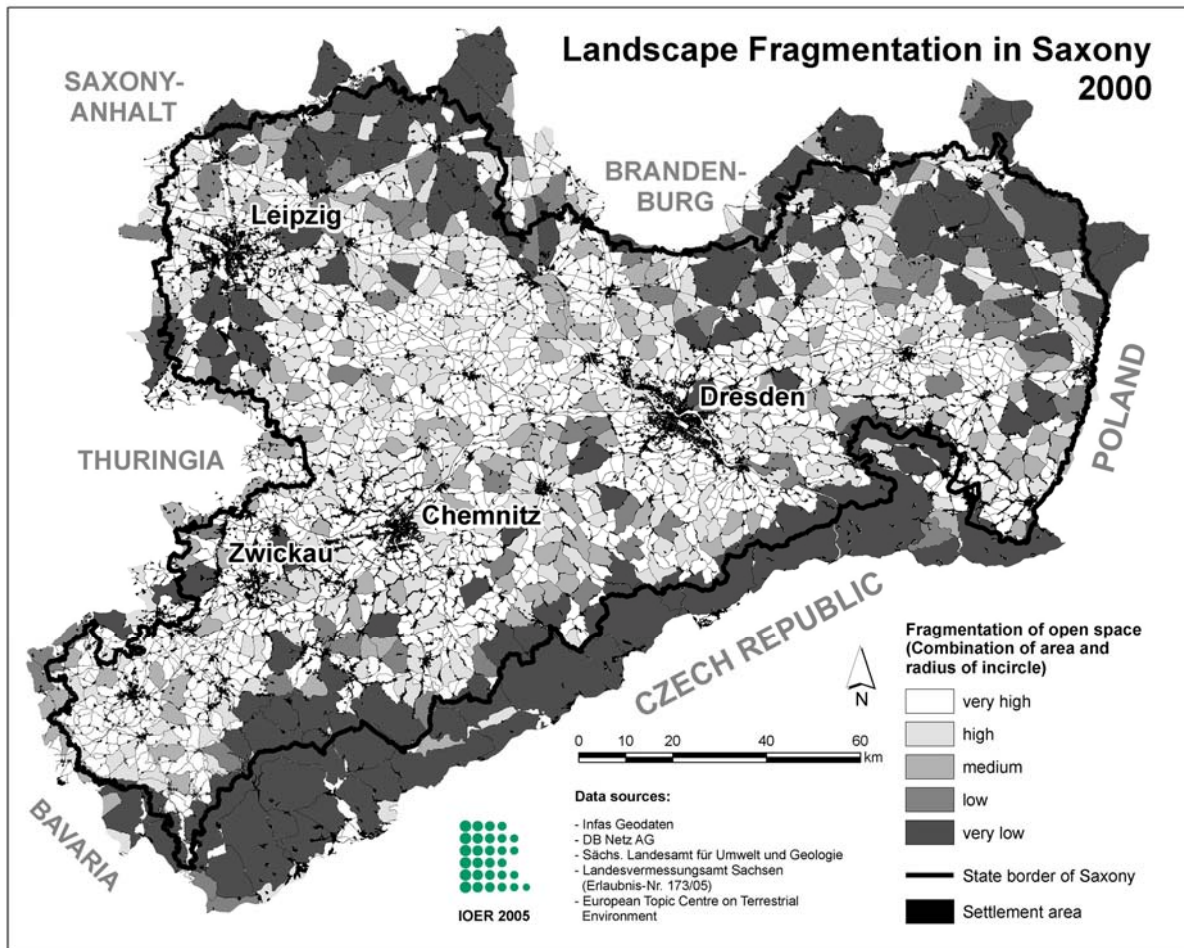 Landscape Fragmentation in Saxony
2000
SAXONY-
ANHALT
BRANDEN-
BURG
Leipzig
Dresden
POLAND
THURINGIA
Chemnitz
Zwickau
CZECH REPUBLIC
BAVARIA
N
0 10 20 40 60
km
Data sources:
- Infas Geodaten
- DB Netz AG
- Sächs. Landesamt für Umwelt und Geologie
- Landesvermessungsamt Sachsen
(Erlaubnis-Nr. 173/05)
- European Topic Centre on Terrestrial
Environment
IOER 2005
Fragmentation of open space
(Combination of area and
radius of incircle)
very high
high
medium
low
very low
State border of Saxony
Settlement area